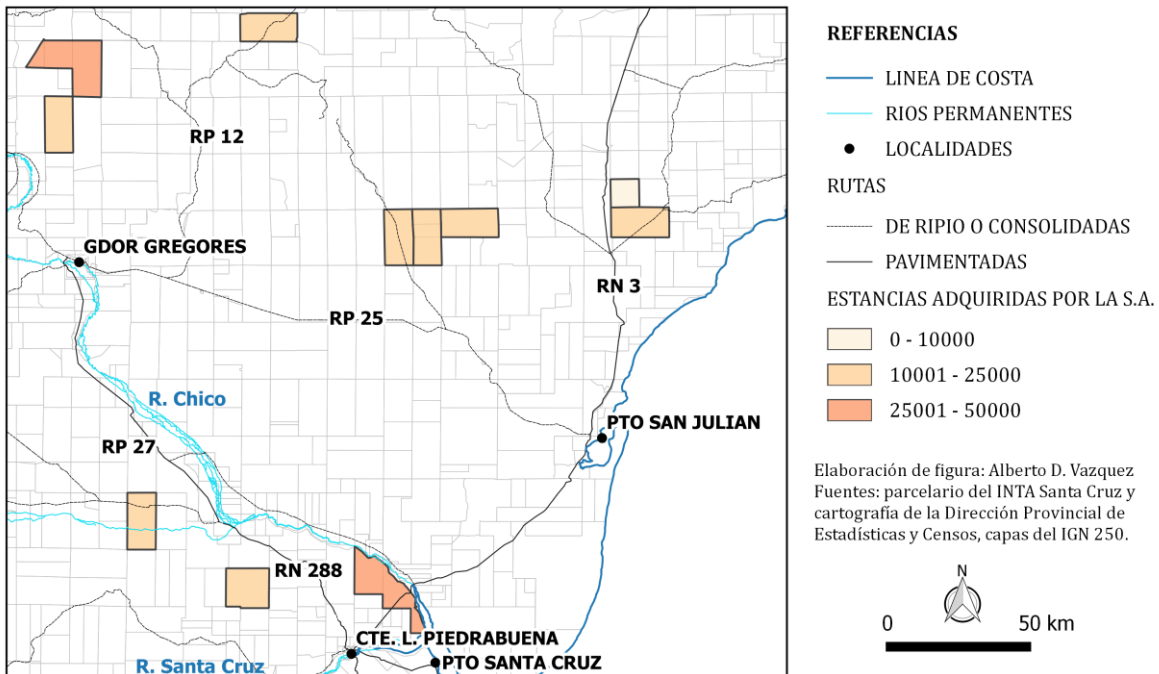 RP 12
GDOR GREGORES
RN 3
RP 25
R. Chico
PTO SAN JULIAN
RP 27
RN 288
CTE. L. PIEDRABUENA
PTO SANTA CRUZ
R. Santa Cruz
REFERENCIAS
LINEA DE COSTA
RIOS PERMANENTES
LOCALIDADES
RUTAS
DE RIPIO O CONSOLIDADAS
PAVIMENTADAS
ESTANCIAS ADQUIRIDAS POR LA S.A.
0 - 10000
10001 - 25000
25001 - 50000
Elaboración de figura: Alberto D. Vazquez
Fuentes: parcelario del INTA Santa Cruz y
cartografía de la Dirección Provincial de
Estadísticas y Censos, capas del IGN 250.
N
0 50 km